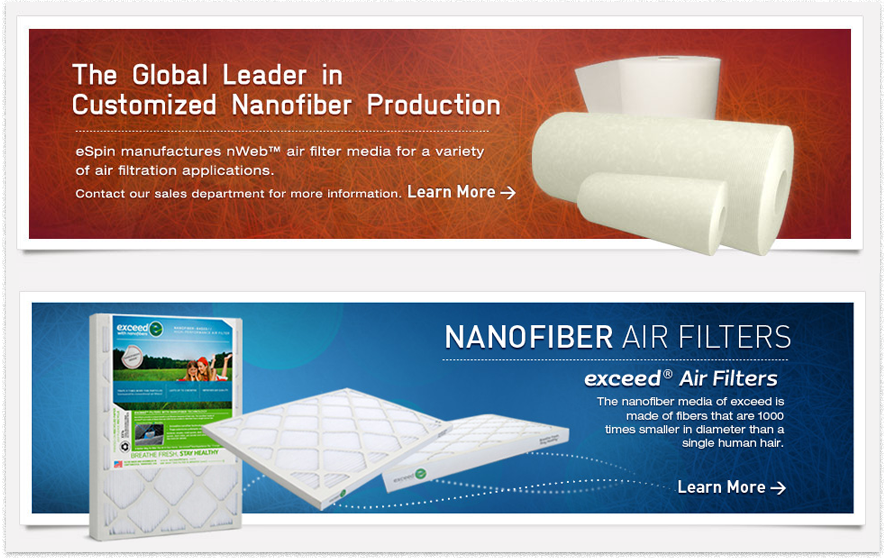 The Global Leader in
Customized Nanofiber Production
eSpin manufactures nWeb™ air filter media for a variety
of air filtration applications.
Contact our sales department for more information. Learn More →
NANOFIBER AIR FILTERS
exceed® Air Filters
The nanofiber media of exceed is
made of fibers that are 1000
times smaller in diameter than a
single human hair.
Learn More →
exceed e
with nanofibers
BREATHE FRESH. STAY HEALTHY
exceed e